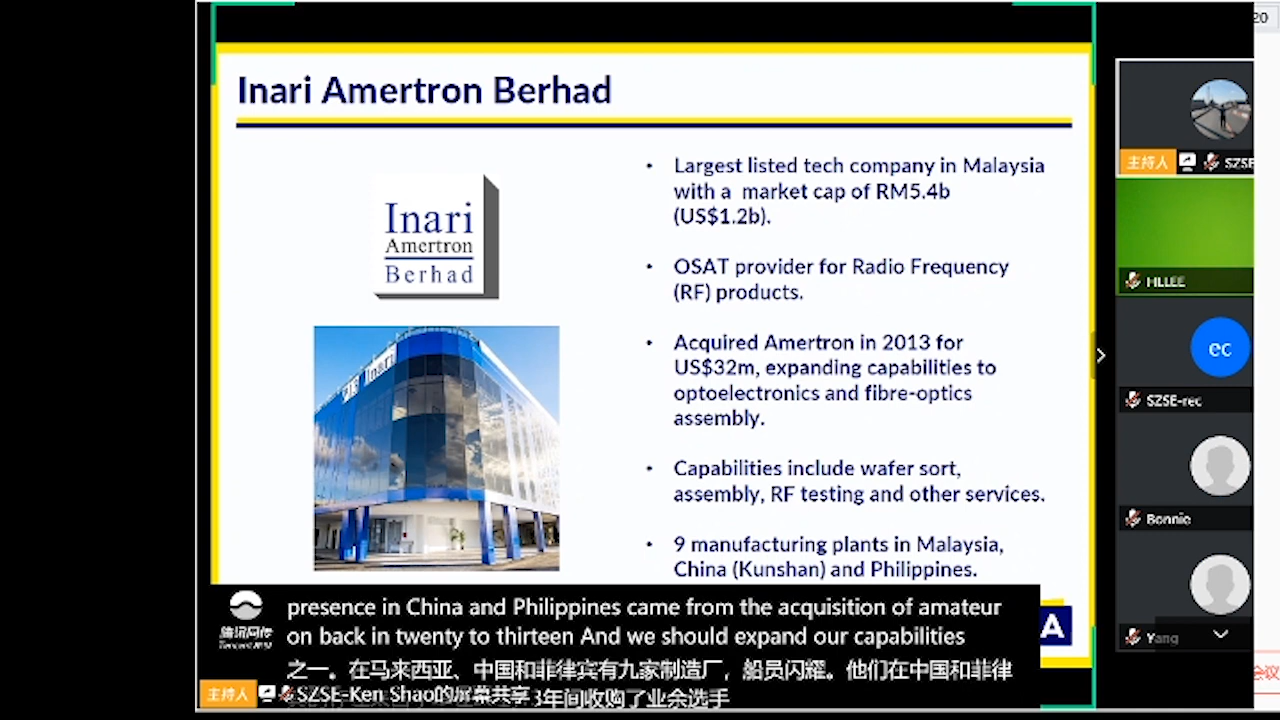 20
Inari Amertron Berhad
Inari
Amertron
Berhad
Inari
• Largest listed tech company in Malaysia
with a market cap of RM5.4b
(US$1.2b).
• OSAT provider for Radio Frequency
(RF) products.
• Acquired Amertron in 2013 for
US$32m, expanding capabilities to
optoelectronics and fibre-optics
assembly.
• Capabilities include wafer sort,
assembly, RF testing and other services.
• 9 manufacturing plants in Malaysia,
China (Kunshan) and Philippines.
A
presence in China and Philippines came from the acquisition of amateur
on back in twenty to thirteen And we should expand our capabilities
之一。在马来西亚、中国和菲律宾有九家制造厂，船员闪耀。他们在中国和菲律
3年间收购了业余选手
主持人 SZSE-Ken Shao的屏幕共享
主持人 SZSE
HLLEE
ec
SZSE-rec
Bonnie
Yang
会议